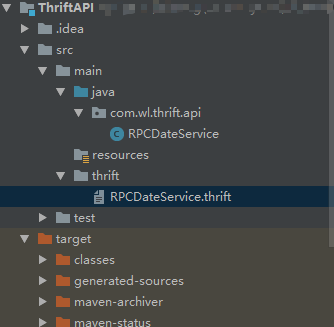 ThriftAPI
.idea
src
main
java
com.wl.thrift.api
RPCDateService
resources
thrift
RPCDateService.thrift
test
target
classes
generated-sources
maven-archiver
maven-status